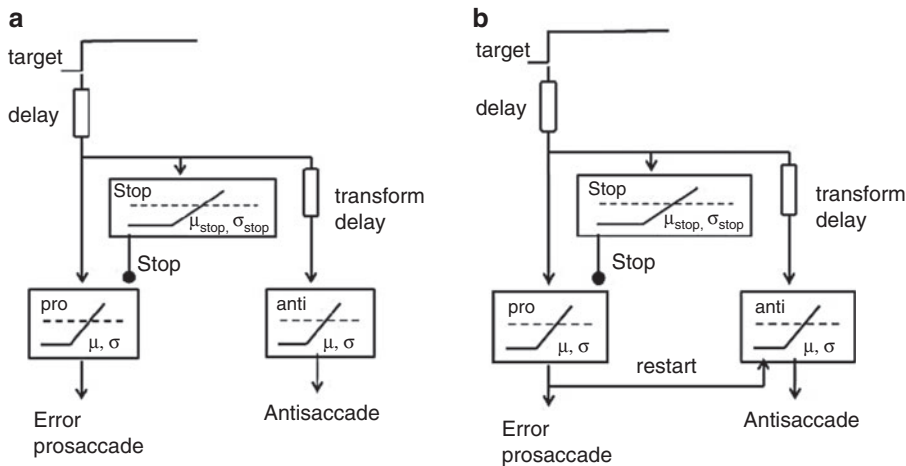 a
target
delay
Stop
μstop, σstop
transform
delay
Stop
pro
μ, σ
anti
μ, σ
Error
prosaccade
Antisaccade
b
target
delay
Stop
μstop, σstop
transform
delay
Stop
pro
μ, σ
anti
μ, σ
restart
Error
prosaccade
Antisaccade